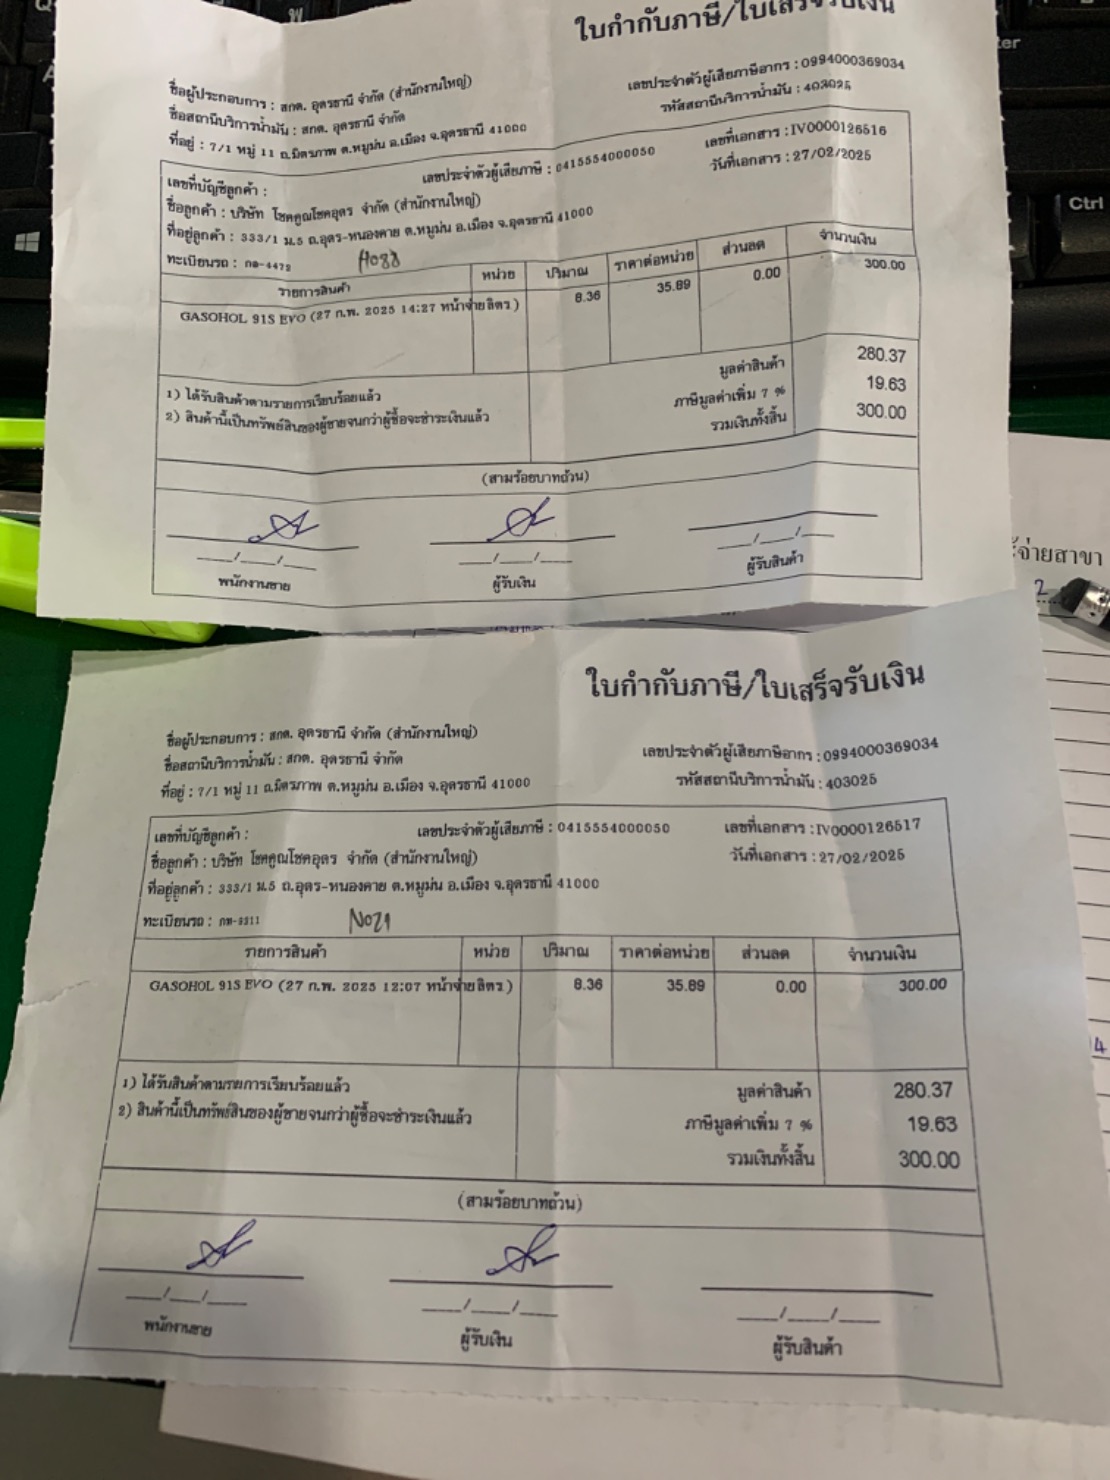 ใบกำกับภาษี/ใบเสร็จรับเงิน
ชื่อผู้ประกอบการ : สกต. อุดรธานี จำกัด (สำนักงานใหญ่)
เลขประจำตัวผู้เสียภาษีอากร : 0994000369034
ชื่อสถานีบริการน้ำมัน : สกต. อุดรธานี จำกัด
รหัสสถานีบริการน้ำมัน : 403025
ที่อยู่ : 7/1 หมู่ 11 ถ.มิตรภาพ ต.หมูม่น อ.เมือง จ.อุดรธานี 41000
เลขที่บัญชีลูกค้า :
เลขประจำตัวผู้เสียภาษี : 0415554000050
เลขที่เอกสาร : IV0000126516
ชื่อลูกค้า : บริษัท โชคคูณโชคอุดร จำกัด (สำนักงานใหญ่)
วันที่เอกสาร : 27/02/2025
ที่อยู่ลูกค้า : 333/1 ม.5 ถ.อุดร-หนองคาย ต.หมูม่น อ.เมือง จ.อุดรธานี 41000
ทะเบียนรถ :
รายการสินค้า หน่วย ปริมาณ ราคาต่อหน่วย ส่วนลด จำนวนเงิน
GASOHOL 91S EVO (27 ก.พ. 2025 14:27 หน้าจ่าย ลิตร ) 8.36 35.89 0.00 300.00
1) ได้รับสินค้าตามรายการเรียบร้อยแล้ว
มูลค่าสินค้า 280.37
2) สินค้านี้เป็นทรัพย์สินของผู้ขายจนกว่าผู้ซื้อจะชำระเงินแล้ว
ภาษีมูลค่าเพิ่ม 7 % 19.63
รวมเงินทั้งสิ้น 300.00
(สามร้อยบาทถ้วน)
___/___/___ ___/___/___ ___/___/___
พนักงานขาย ผู้รับเงิน ผู้รับสินค้า
จ่ายสาขา
ใบกำกับภาษี/ใบเสร็จรับเงิน
ชื่อผู้ประกอบการ : สกต. อุดรธานี จำกัด (สำนักงานใหญ่)
เลขประจำตัวผู้เสียภาษีอากร : 0994000369034
ชื่อสถานีบริการน้ำมัน : สกต. อุดรธานี จำกัด
รหัสสถานีบริการน้ำมัน : 403025
ที่อยู่ : 7/1 หมู่ 11 ถ.มิตรภาพ ต.หมูม่น อ.เมือง จ.อุดรธานี 41000
เลขที่บัญชีลูกค้า :
เลขประจำตัวผู้เสียภาษี : 0415554000050
เลขที่เอกสาร : IV0000126517
ชื่อลูกค้า : บริษัท โชคคูณโชคอุดร จำกัด (สำนักงานใหญ่)
วันที่เอกสาร : 27/02/2025
ที่อยู่ลูกค้า : 333/1 ม.5 ถ.อุดร-หนองคาย ต.หมูม่น อ.เมือง จ.อุดรธานี 41000
ทะเบียนรถ :
รายการสินค้า หน่วย ปริมาณ ราคาต่อหน่วย ส่วนลด จำนวนเงิน
GASOHOL 91S EVO (27 ก.พ. 2025 12:07 หน้าจ่าย ลิตร ) 8.36 35.89 0.00 300.00
1) ได้รับสินค้าตามรายการเรียบร้อยแล้ว
มูลค่าสินค้า 280.37
2) สินค้านี้เป็นทรัพย์สินของผู้ขายจนกว่าผู้ซื้อจะชำระเงินแล้ว
ภาษีมูลค่าเพิ่ม 7 % 19.63
รวมเงินทั้งสิ้น 300.00
(สามร้อยบาทถ้วน)
___/___/___ ___/___/___ ___/___/___
พนักงานขาย ผู้รับเงิน ผู้รับสินค้า
Ctrl